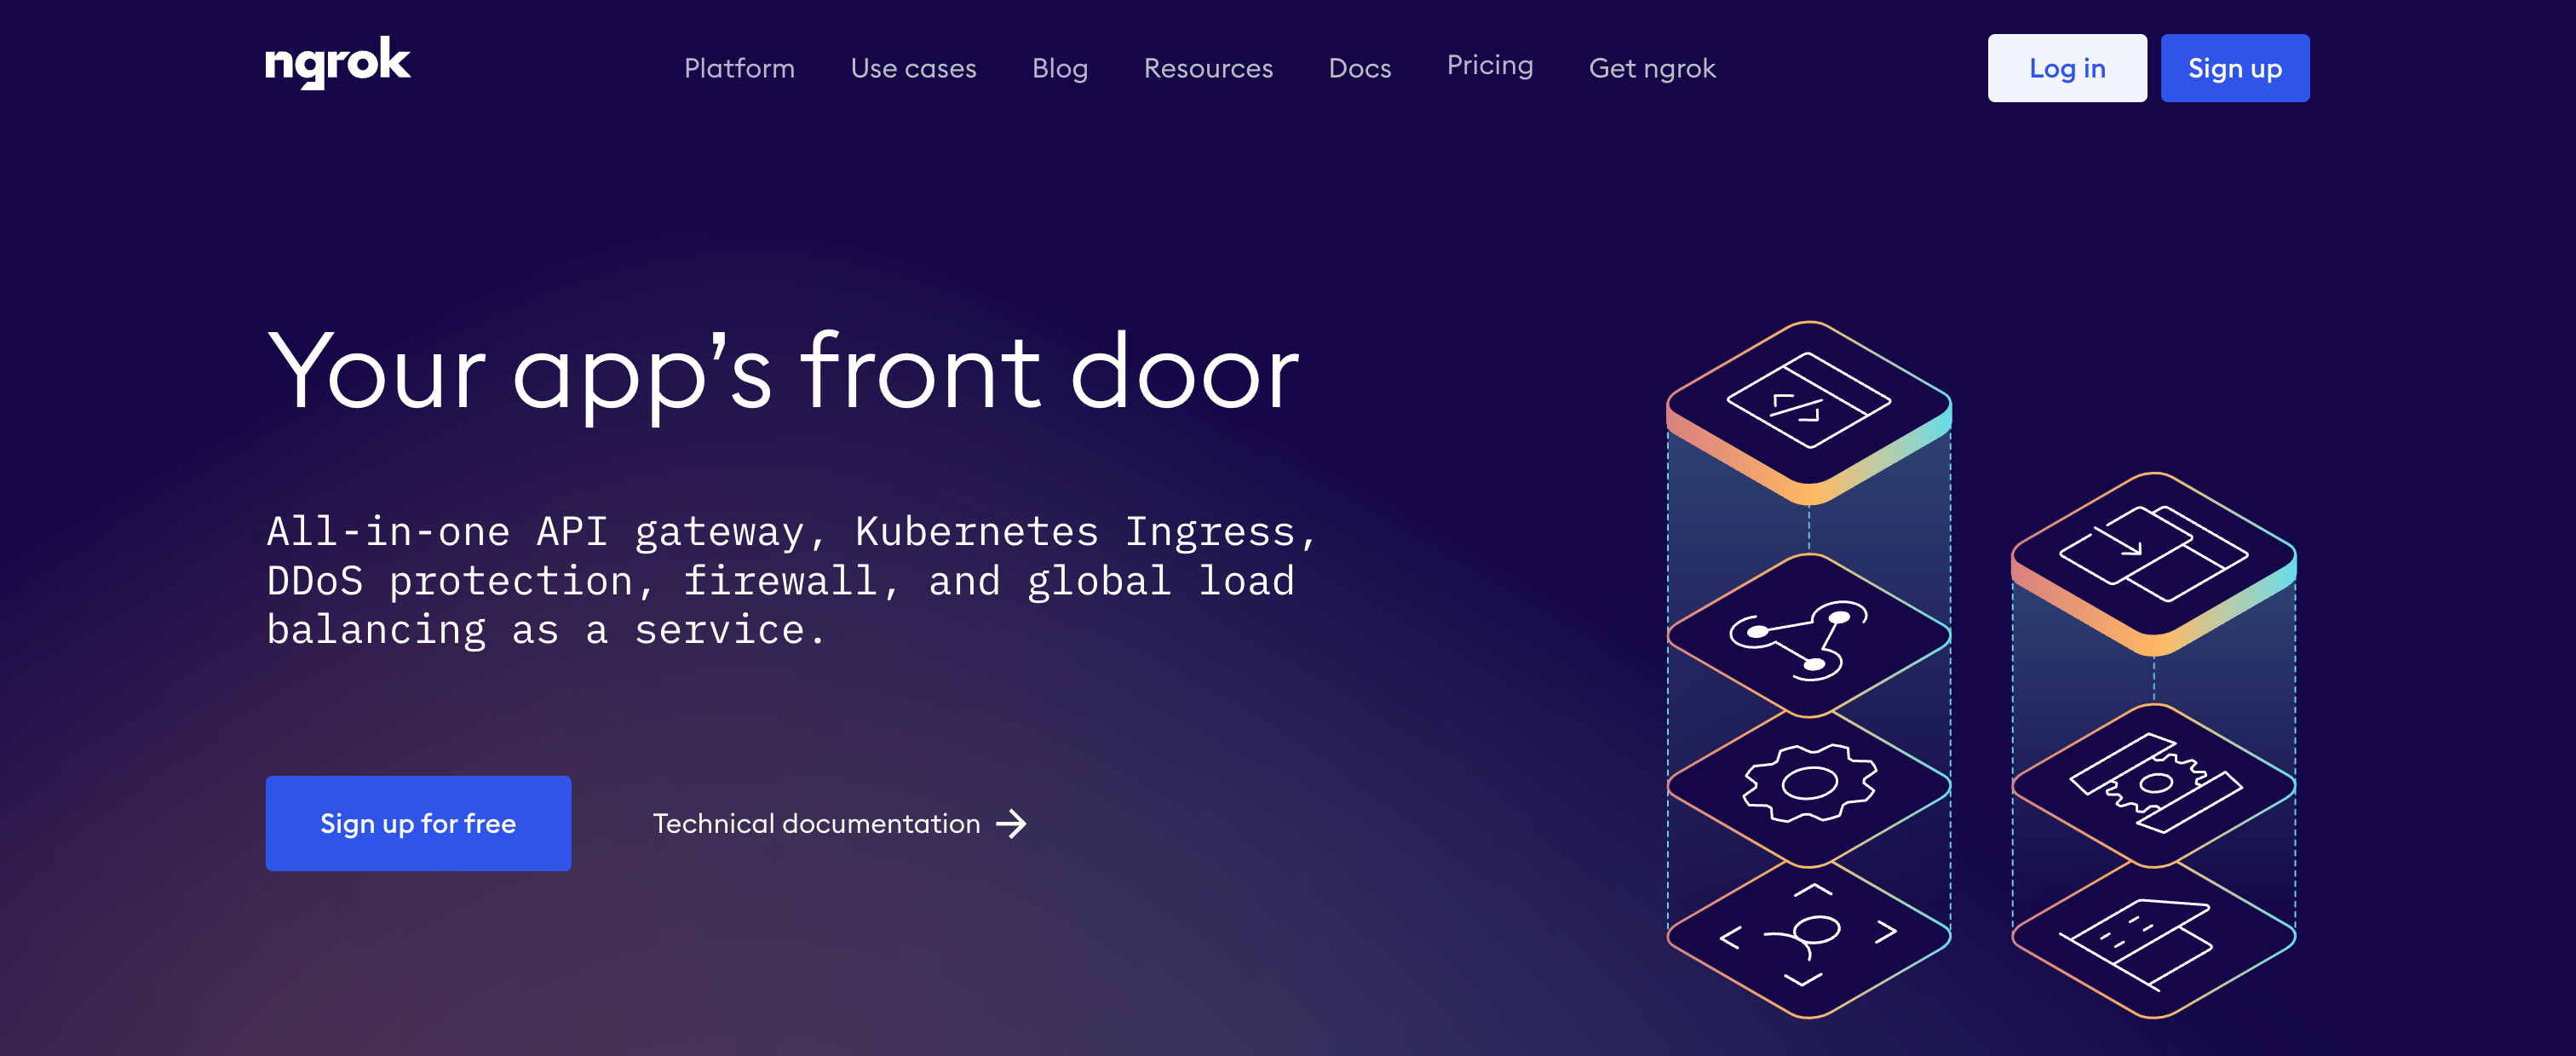 ngrok
Platform Use cases Blog Resources Docs Pricing Get ngrok
Log in Sign up
Your app’s front door
All-in-one API gateway, Kubernetes Ingress,
DDoS protection, firewall, and global load
balancing as a service.
Sign up for free
Technical documentation →